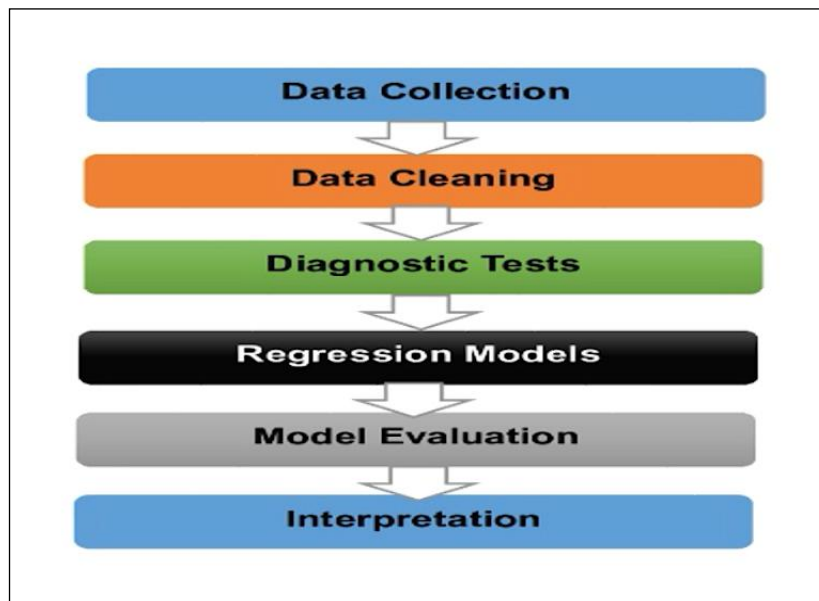 Data Collection
Data Cleaning
Diagnostic Tests
Regression Models
Model Evaluation
Interpretation